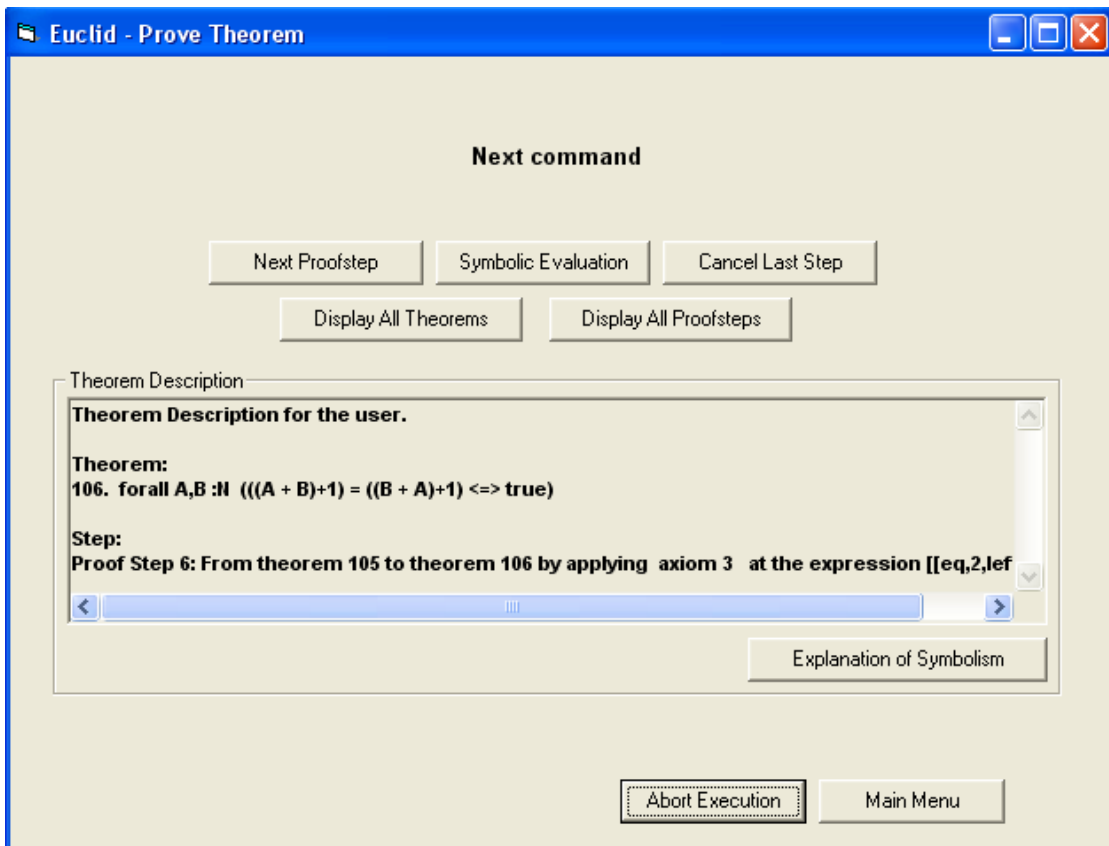 Euclid - Prove Theorem
Next command
Next Proofstep Symbolic Evaluation Cancel Last Step
Display All Theorems Display All Proofsteps
Theorem Description
Theorem Description for the user.
Theorem:
106. forall A,B :N (((A + B)+1) = ((B + A)+1) <=> true)
Step:
Proof Step 6: From theorem 105 to theorem 106 by applying axiom 3 at the expression [[eq,2,lef
Explanation of Symbolism
Abort Execution Main Menu